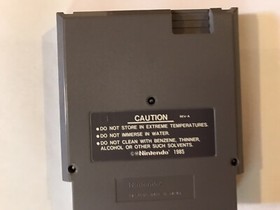 CAUTION REV-A
● DO NOT STORE IN EXTREME TEMPERATURES.
● DO NOT IMMERSE IN WATER.
● DO NOT CLEAN WITH BENZENE, THINNER,
ALCOHOL OR OTHER SUCH SOLVENTS.
©Nintendo 1985